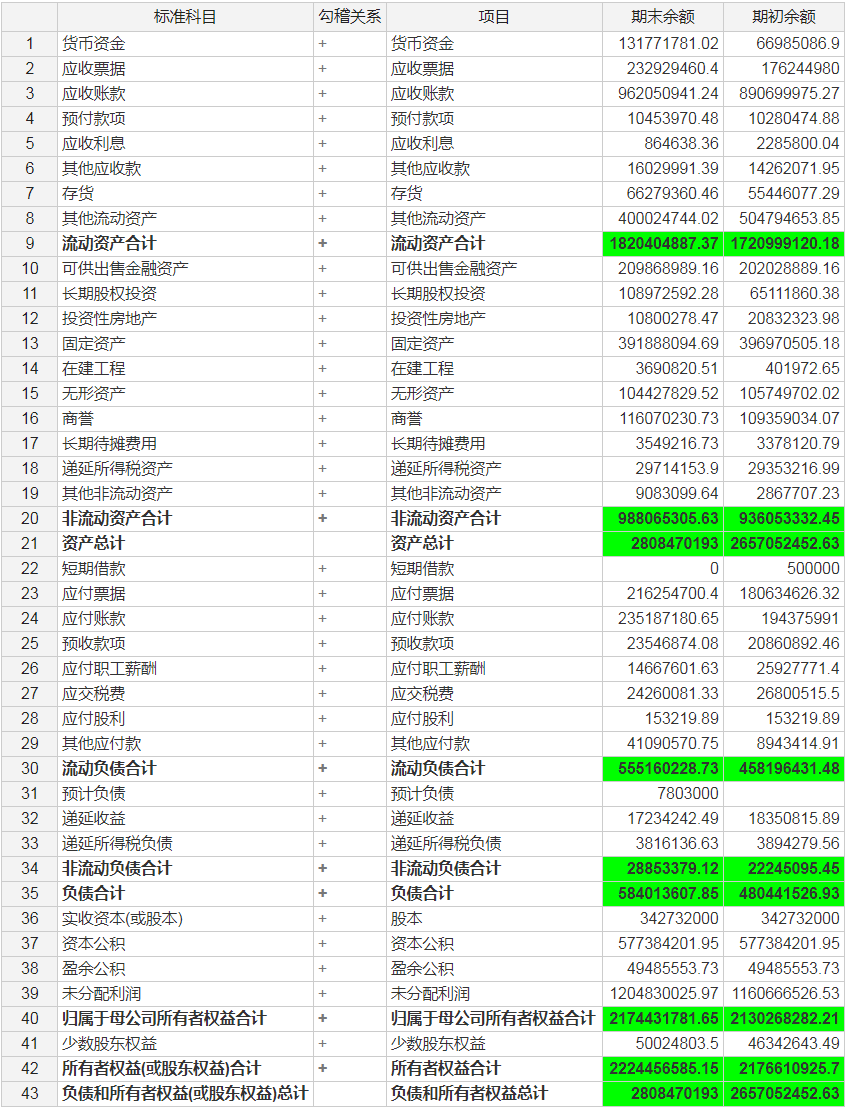 标准科目 勾稽关系 项目 期末余额 期初余额
1 货币资金 + 货币资金 131771781.02 66985086.9
2 应收票据 + 应收票据 232929460.4 176244980
3 应收账款 + 应收账款 962050941.24 890699975.27
4 预付款项 + 预付款项 10453970.48 10280474.88
5 应收利息 + 应收利息 864638.36 2285800.04
6 其他应收款 + 其他应收款 16029991.39 14262071.95
7 存货 + 存货 66279360.46 55446077.29
8 其他流动资产 + 其他流动资产 400024744.02 504794653.85
9 流动资产合计 + 流动资产合计 1820404887.37 1720999120.18
10 可供出售金融资产 + 可供出售金融资产 209868989.16 202028889.16
11 长期股权投资 + 长期股权投资 108972592.28 65111860.38
12 投资性房地产 + 投资性房地产 10800278.47 20832323.98
13 固定资产 + 固定资产 391888094.69 396970505.18
14 在建工程 + 在建工程 3690820.51 401972.65
15 无形资产 + 无形资产 104427829.52 105749702.02
16 商誉 + 商誉 116070230.73 109359034.07
17 长期待摊费用 + 长期待摊费用 3549216.73 3378120.79
18 递延所得税资产 + 递延所得税资产 29714153.9 29353216.99
19 其他非流动资产 + 其他非流动资产 9083099.64 2867707.23
20 非流动资产合计 + 非流动资产合计 988065305.63 936053332.45
21 资产总计 资产总计 2808470193 2657052452.63
22 短期借款 + 短期借款 0 500000
23 应付票据 + 应付票据 216254700.4 180634626.32
24 应付账款 + 应付账款 235187180.65 194375991
25 预收款项 + 预收款项 23546874.08 20860892.46
26 应付职工薪酬 + 应付职工薪酬 14667601.63 25927771.4
27 应交税费 + 应交税费 24260081.33 26800515.5
28 应付股利 + 应付股利 153219.89 153219.89
29 其他应付款 + 其他应付款 41090570.75 8943414.91
30 流动负债合计 + 流动负债合计 555160228.73 458196431.48
31 预计负债 + 预计负债 7803000
32 递延收益 + 递延收益 17234242.49 18350815.89
33 递延所得税负债 + 递延所得税负债 3816136.63 3894279.56
34 非流动负债合计 + 非流动负债合计 28853379.12 22245095.45
35 负债合计 + 负债合计 584013607.85 480441526.93
36 实收资本(或股本) + 股本 342732000 342732000
37 资本公积 + 资本公积 577384201.95 577384201.95
38 盈余公积 + 盈余公积 49485553.73 49485553.73
39 未分配利润 + 未分配利润 1204830025.97 1160666526.53
40 归属于母公司所有者权益合计 + 归属于母公司所有者权益合计 2174431781.65 2130268282.21
41 少数股东权益 + 少数股东权益 50024803.5 46342643.49
42 所有者权益(或股东权益)合计 + 所有者权益合计 2224456585.15 2176610925.7
43 负债和所有者权益(或股东权益)总计 负债和所有者权益总计 2808470193 2657052452.63